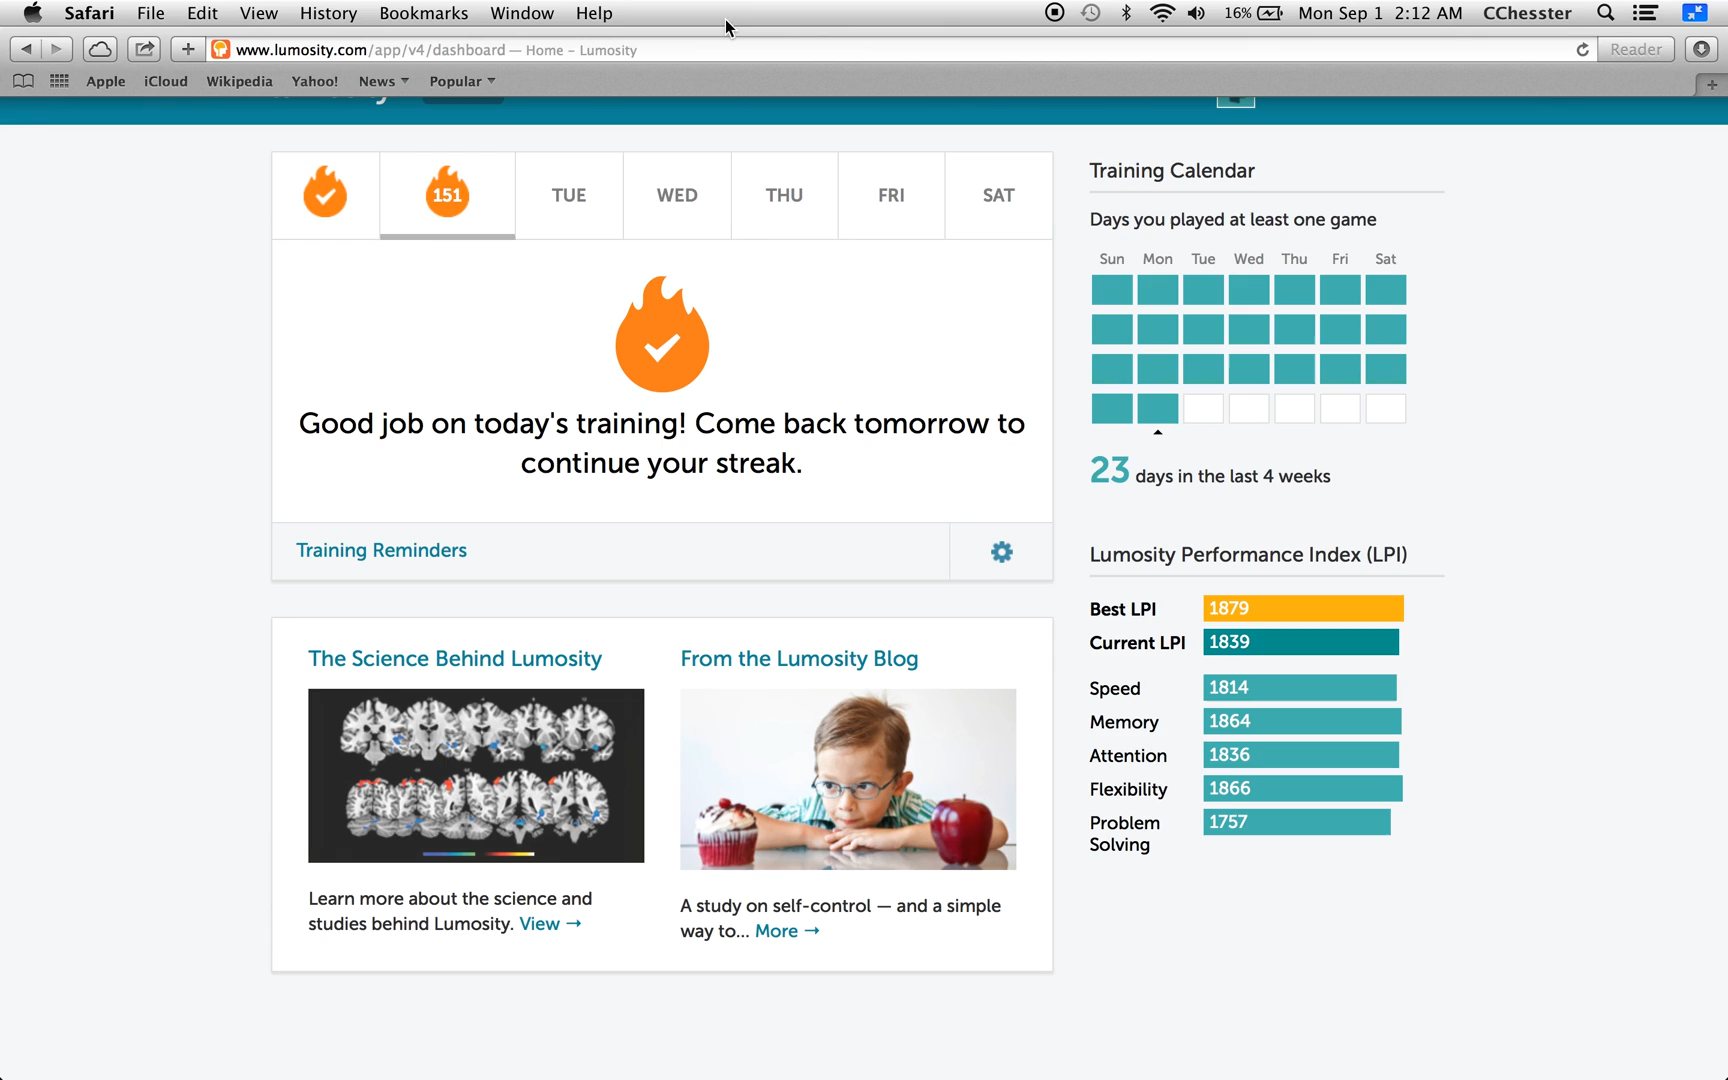 Safari File Edit View History Bookmarks Window Help 16% Mon Sep 1 2:12 AM CChesster
www.lumosity.com/app/v4/dashboard — Home – Lumosity Reader
Apple iCloud Wikipedia Yahoo! News Popular
151 TUE WED THU FRI SAT
Good job on today's training! Come back tomorrow to
continue your streak.
Training Reminders
The Science Behind Lumosity
Learn more about the science and
studies behind Lumosity. View →
From the Lumosity Blog
A study on self-control — and a simple
way to... More →
Training Calendar
Days you played at least one game
Sun Mon Tue Wed Thu Fri Sat
23 days in the last 4 weeks
Lumosity Performance Index (LPI)
Best LPI 1879
Current LPI 1839
Speed 1814
Memory 1864
Attention 1836
Flexibility 1866
Problem 1757
Solving